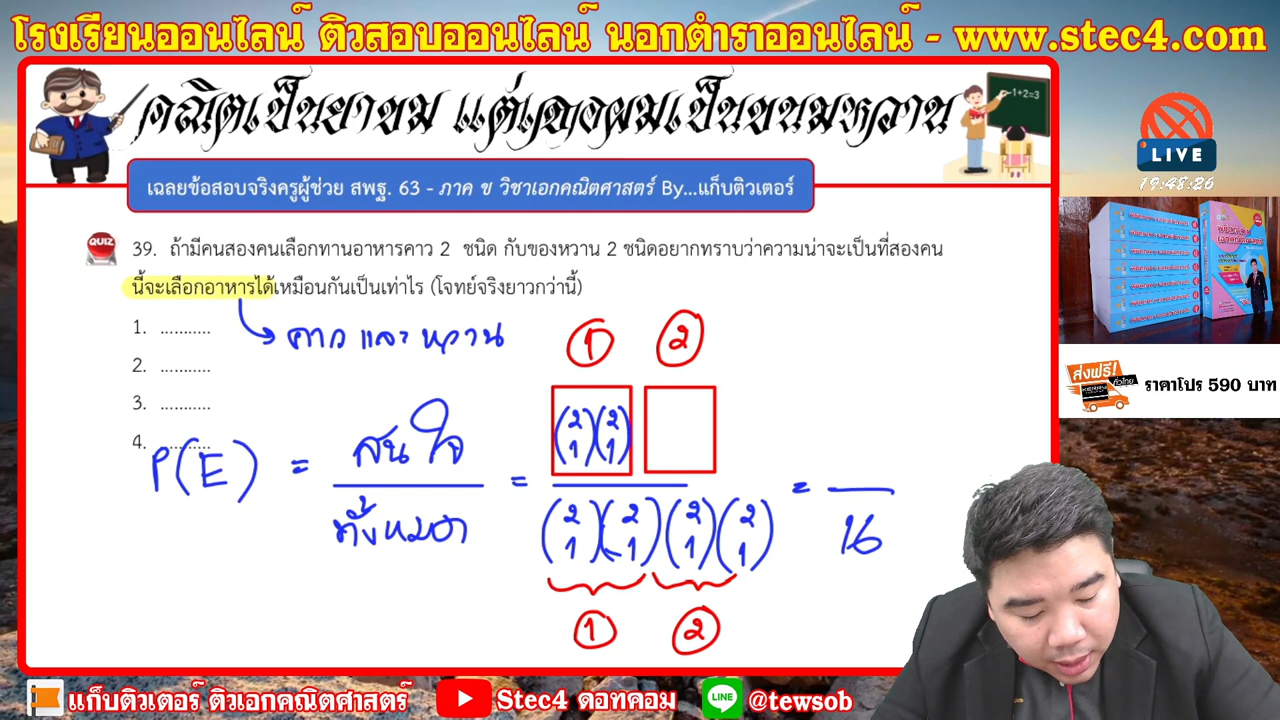 โรงเรียนออนไลน์ ติวสอบออนไลน์ นอกตำราออนไลน์ - www.stec4.com
คณิตเป็นยาขม แต่เจอผมเป็นขนมหวาน
1+2=3
LIVE
19:48:26
เฉลยข้อสอบจริงครูผู้ช่วย สพฐ. 63 - ภาค ข วิชาเอกคณิตศาสตร์ By...แก็บติวเตอร์
QUIZ
39. ถ้ามีคนสองคนเลือกทานอาหารคาว 2 ชนิด กับของหวาน 2 ชนิดอยากทราบว่าความน่าจะเป็นที่สองคน
นี้จะเลือกอาหารได้เหมือนกันเป็นเท่าไร (โจทย์จริงยาวกว่านี้)
1. ...........
2. ...........
3. ...........
4. ...........
คาว และ หวาน
1 2
P(E) = สนใจ / ทั้งหมด = (2 1)(2 1) / (2 1)(2 1)(2 1)(2 1) = / 16
1 2
ส่งฟรี!
ทั่วไทย
ราคาโปร 590 บาท
แก็บติวเตอร์ ติวเอกคณิตศาสตร์
Stec4 ดอทคอม
LINE
@tewsob